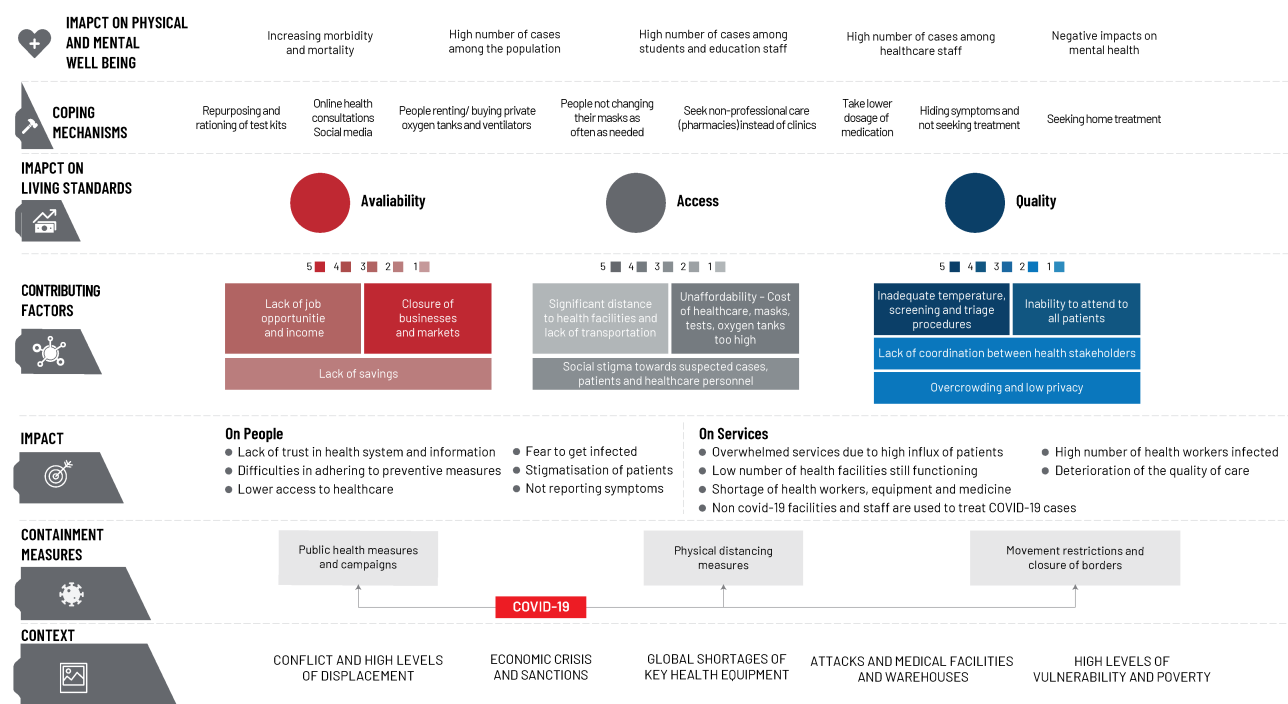 IMAPCT ON PHYSICAL
AND MENTAL
WELL BEING
Increasing morbidity
and mortality
High number of cases
among the population
High number of cases among
students and education staff
High number of cases among
healthcare staff
Negative impacts on
mental health
COPING
MECHANISMS
Repurposing and
rationing of test kits
Online health
consultations
Social media
People renting/ buying private
oxygen tanks and ventilators
People not changing
their masks as
often as needed
Seek non-professional care
(pharmacies) instead of clinics
Take lower
dosage of
medication
Hiding symptoms and
not seeking treatment
Seeking home treatment
IMAPCT ON
LIVING STANDARDS
Avaliability
Access
Quality
5 4 3 2 1
5 4 3 2 1
5 4 3 2 1
CONTRIBUTING
FACTORS
Lack of job
opportunitie
and income
Closure of
businesses
and markets
Lack of savings
Significant distance
to health facilities and
lack of transportation
Unaffordability – Cost
of healthcare, masks,
tests, oxygen tanks
too high
Social stigma towards suspected cases,
patients and healthcare personnel
Inadequate temperature,
screening and triage
procedures
Inability to attend to
all patients
Lack of coordination between health stakeholders
Overcrowding and low privacy
IMPACT
On People
Lack of trust in health system and information
Difficulties in adhering to preventive measures
Lower access to healthcare
Fear to get infected
Stigmatisation of patients
Not reporting symptoms
On Services
Overwhelmed services due to high influx of patients
Low number of health facilities still functioning
Shortage of health workers, equipment and medicine
Non covid-19 facilities and staff are used to treat COVID-19 cases
High number of health workers infected
Deterioration of the quality of care
CONTAINMENT
MEASURES
Public health measures
and campaigns
Physical distancing
measures
Movement restrictions and
closure of borders
COVID-19
CONTEXT
CONFLICT AND HIGH LEVELS
OF DISPLACEMENT
ECONOMIC CRISIS
AND SANCTIONS
GLOBAL SHORTAGES OF
KEY HEALTH EQUIPMENT
ATTACKS AND MEDICAL FACILITIES
AND WAREHOUSES
HIGH LEVELS OF
VULNERABILITY AND POVERTY